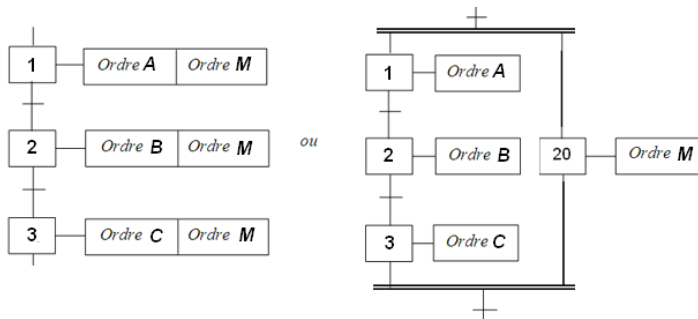 1 Ordre A Ordre M
2 Ordre B Ordre M
3 Ordre C Ordre M
ou
1 Ordre A
2 Ordre B 20 Ordre M
3 Ordre C